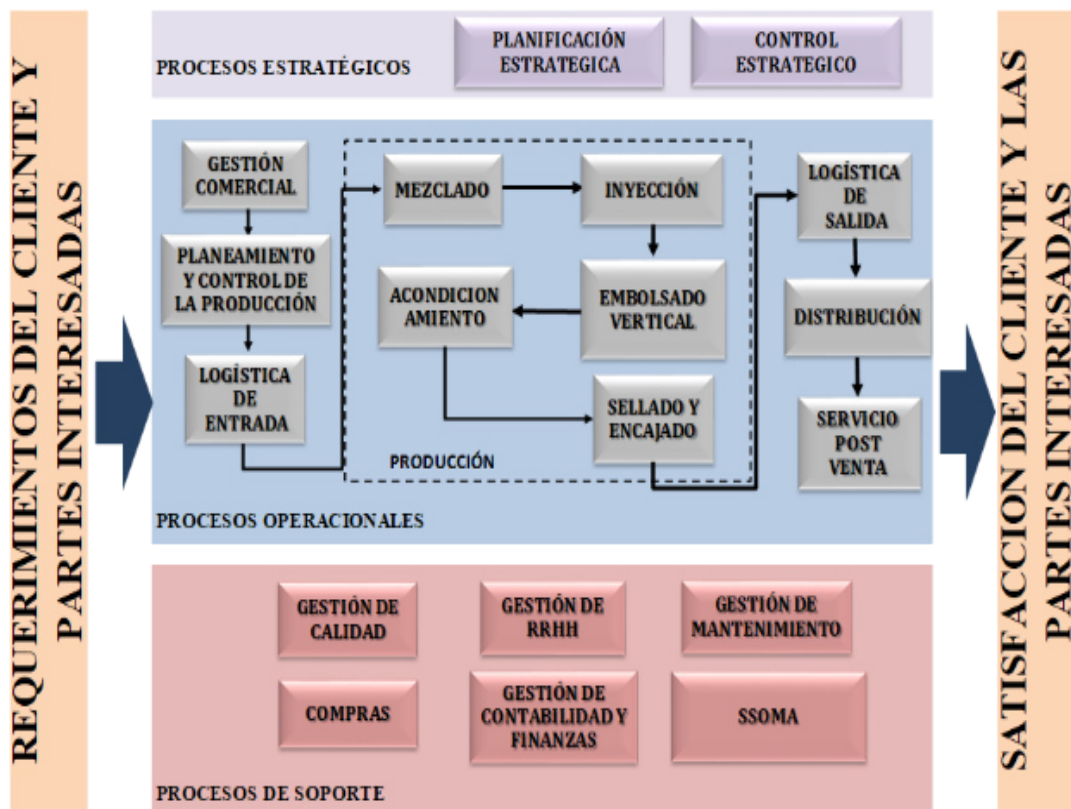 REQUERIMIENTOS DEL CLIENTE Y
PARTES INTERESADAS
PROCESOS ESTRATÉGICOS
PLANIFICACIÓN
ESTRATEGICA
CONTROL
ESTRATEGICO
GESTIÓN
COMERCIAL
PLANEAMIENTO
Y CONTROL DE
LA PRODUCCIÓN
LOGÍSTICA
DE
ENTRADA
MEZCLADO
INYECCIÓN
ACONDICION
AMIENTO
EMBOLSADO
VERTICAL
SELLADO Y
ENCAJADO
PRODUCCIÓN
LOGÍSTICA
DE
SALIDA
DISTRIBUCIÓN
SERVICIO
POST
VENTA
PROCESOS OPERACIONALES
GESTIÓN DE
CALIDAD
GESTIÓN DE
RRHH
GESTIÓN DE
MANTENIMIENTO
COMPRAS
GESTIÓN DE
CONTABILIDAD Y
FINANZAS
SSOMA
PROCESOS DE SOPORTE
SATISFACCION DEL CLIENTE Y LAS
PARTES INTERESADAS